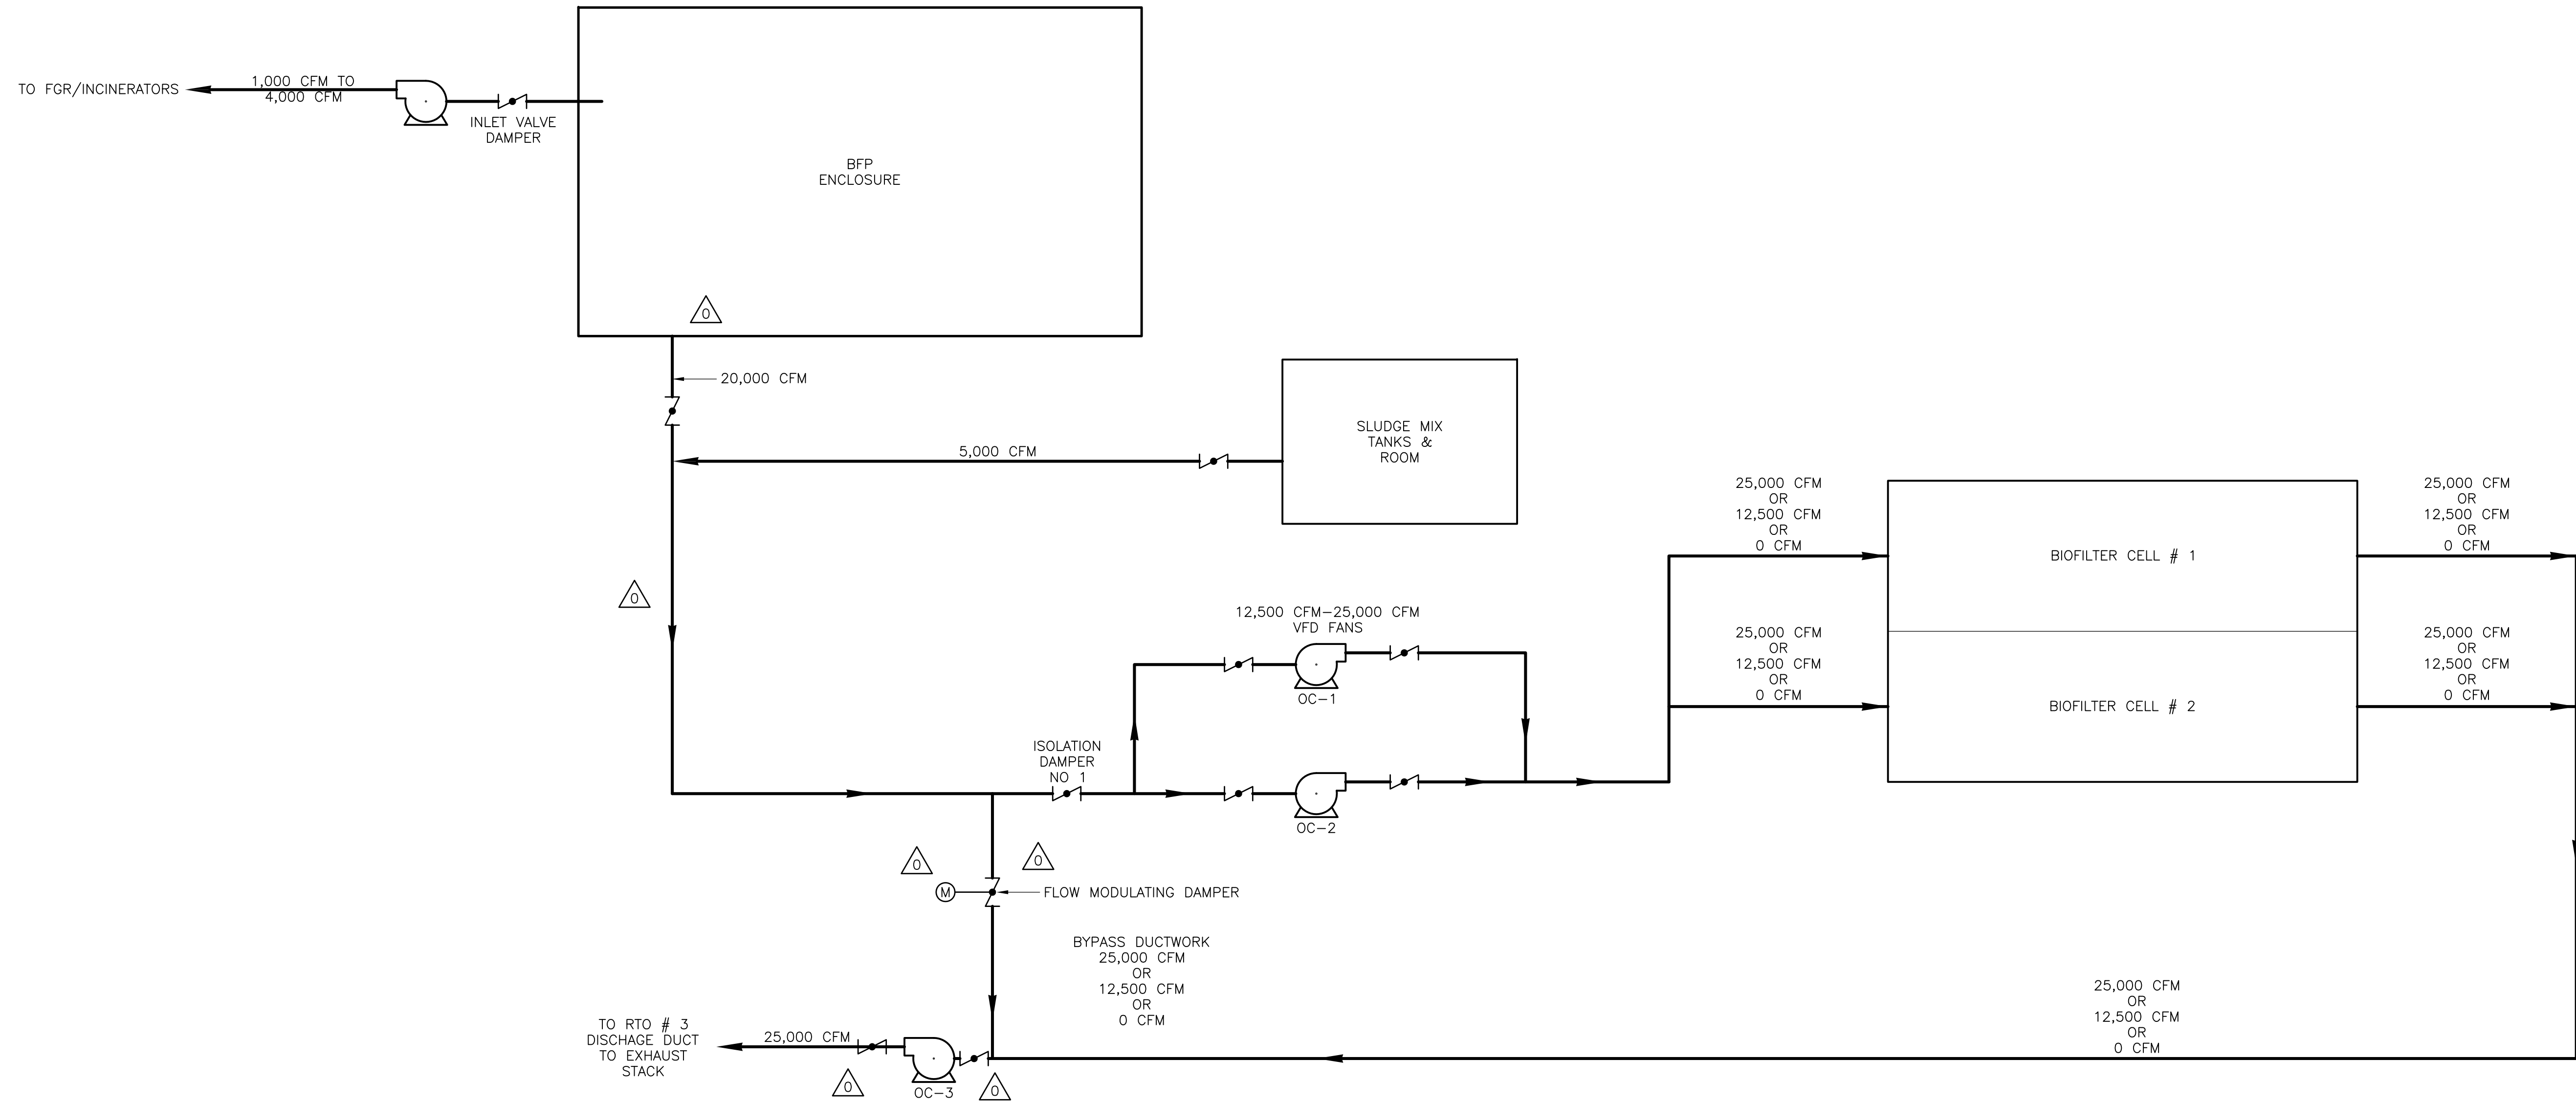 TO FGR/INCINERATORS
1,000 CFM TO
4,000 CFM
INLET VALVE
DAMPER
BFP
ENCLOSURE
0
20,000 CFM
5,000 CFM
SLUDGE MIX
TANKS &
ROOM
0
12,500 CFM-25,000 CFM
VFD FANS
OC-1
ISOLATION
DAMPER
NO 1
OC-2
25,000 CFM
OR
12,500 CFM
OR
0 CFM
25,000 CFM
OR
12,500 CFM
OR
0 CFM
BIOFILTER CELL # 1
BIOFILTER CELL # 2
25,000 CFM
OR
12,500 CFM
OR
0 CFM
25,000 CFM
OR
12,500 CFM
OR
0 CFM
0
0
M
FLOW MODULATING DAMPER
BYPASS DUCTWORK
25,000 CFM
OR
12,500 CFM
OR
0 CFM
25,000 CFM
OR
12,500 CFM
OR
0 CFM
TO RTO # 3
DISCHAGE DUCT
TO EXHAUST
STACK
25,000 CFM
0
OC-3
0